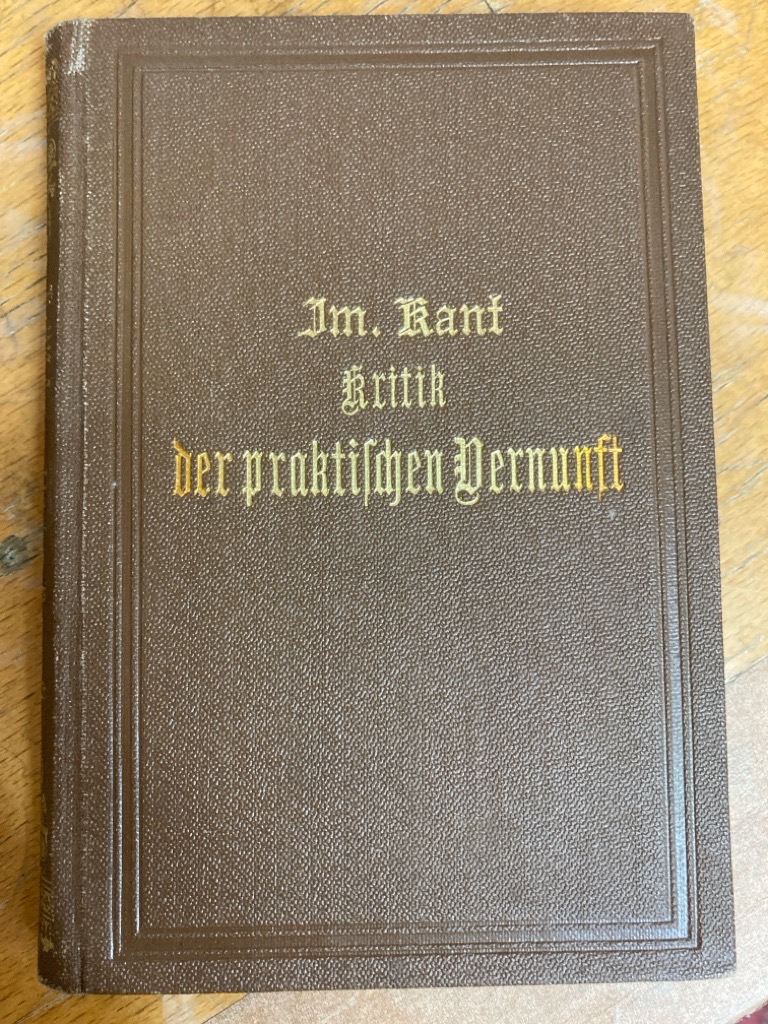 Im. Kant
Kritik
der praktiſchen Vernunft